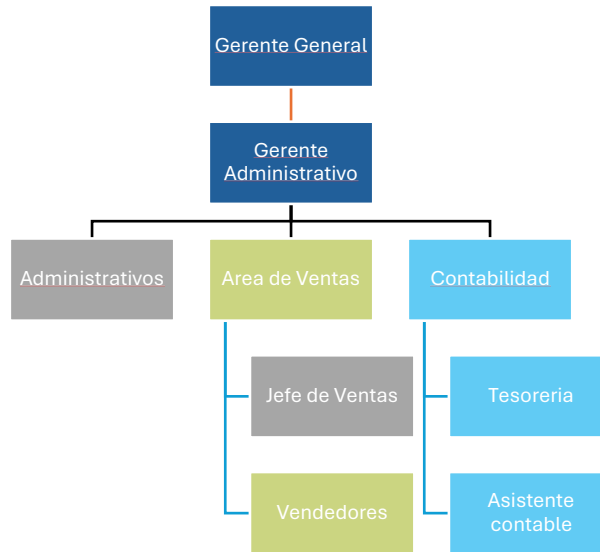 Gerente General
Gerente
Administrativo
Administrativos
Area de Ventas
Contabilidad
Jefe de Ventas
Tesoreria
Vendedores
Asistente
contable